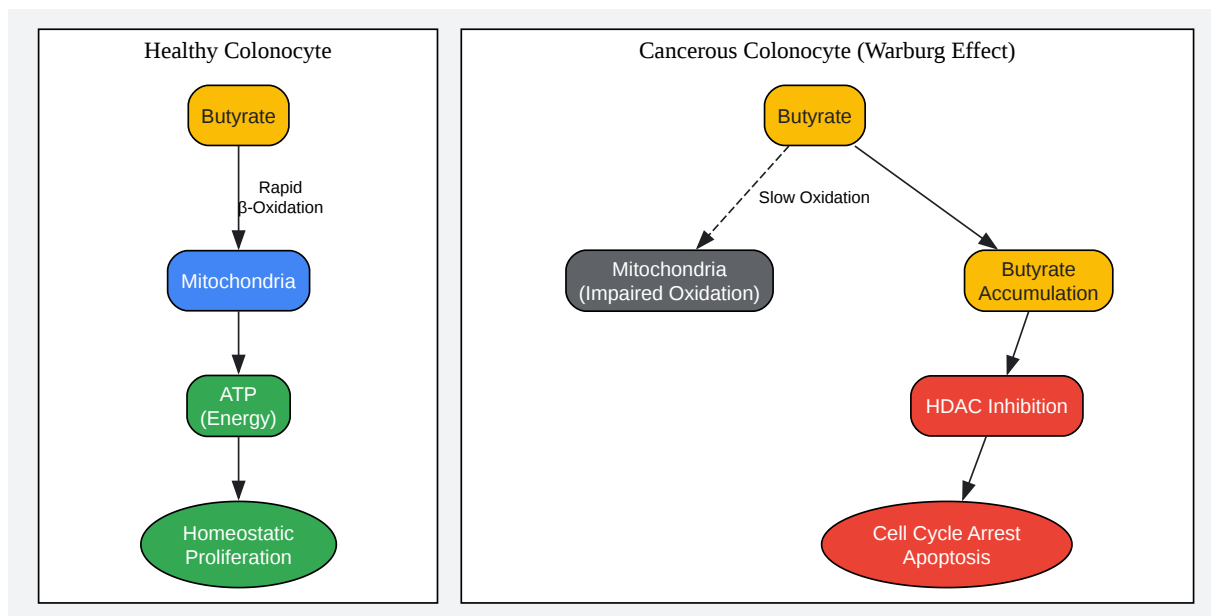 Healthy Colonocyte
Butyrate
Rapid
β-Oxidation
Mitochondria
ATP
(Energy)
Homeostatic
Proliferation
Cancerous Colonocyte (Warburg Effect)
Butyrate
Slow Oxidation
Mitochondria
(Impaired Oxidation)
Butyrate
Accumulation
HDAC Inhibition
Cell Cycle Arrest
Apoptosis